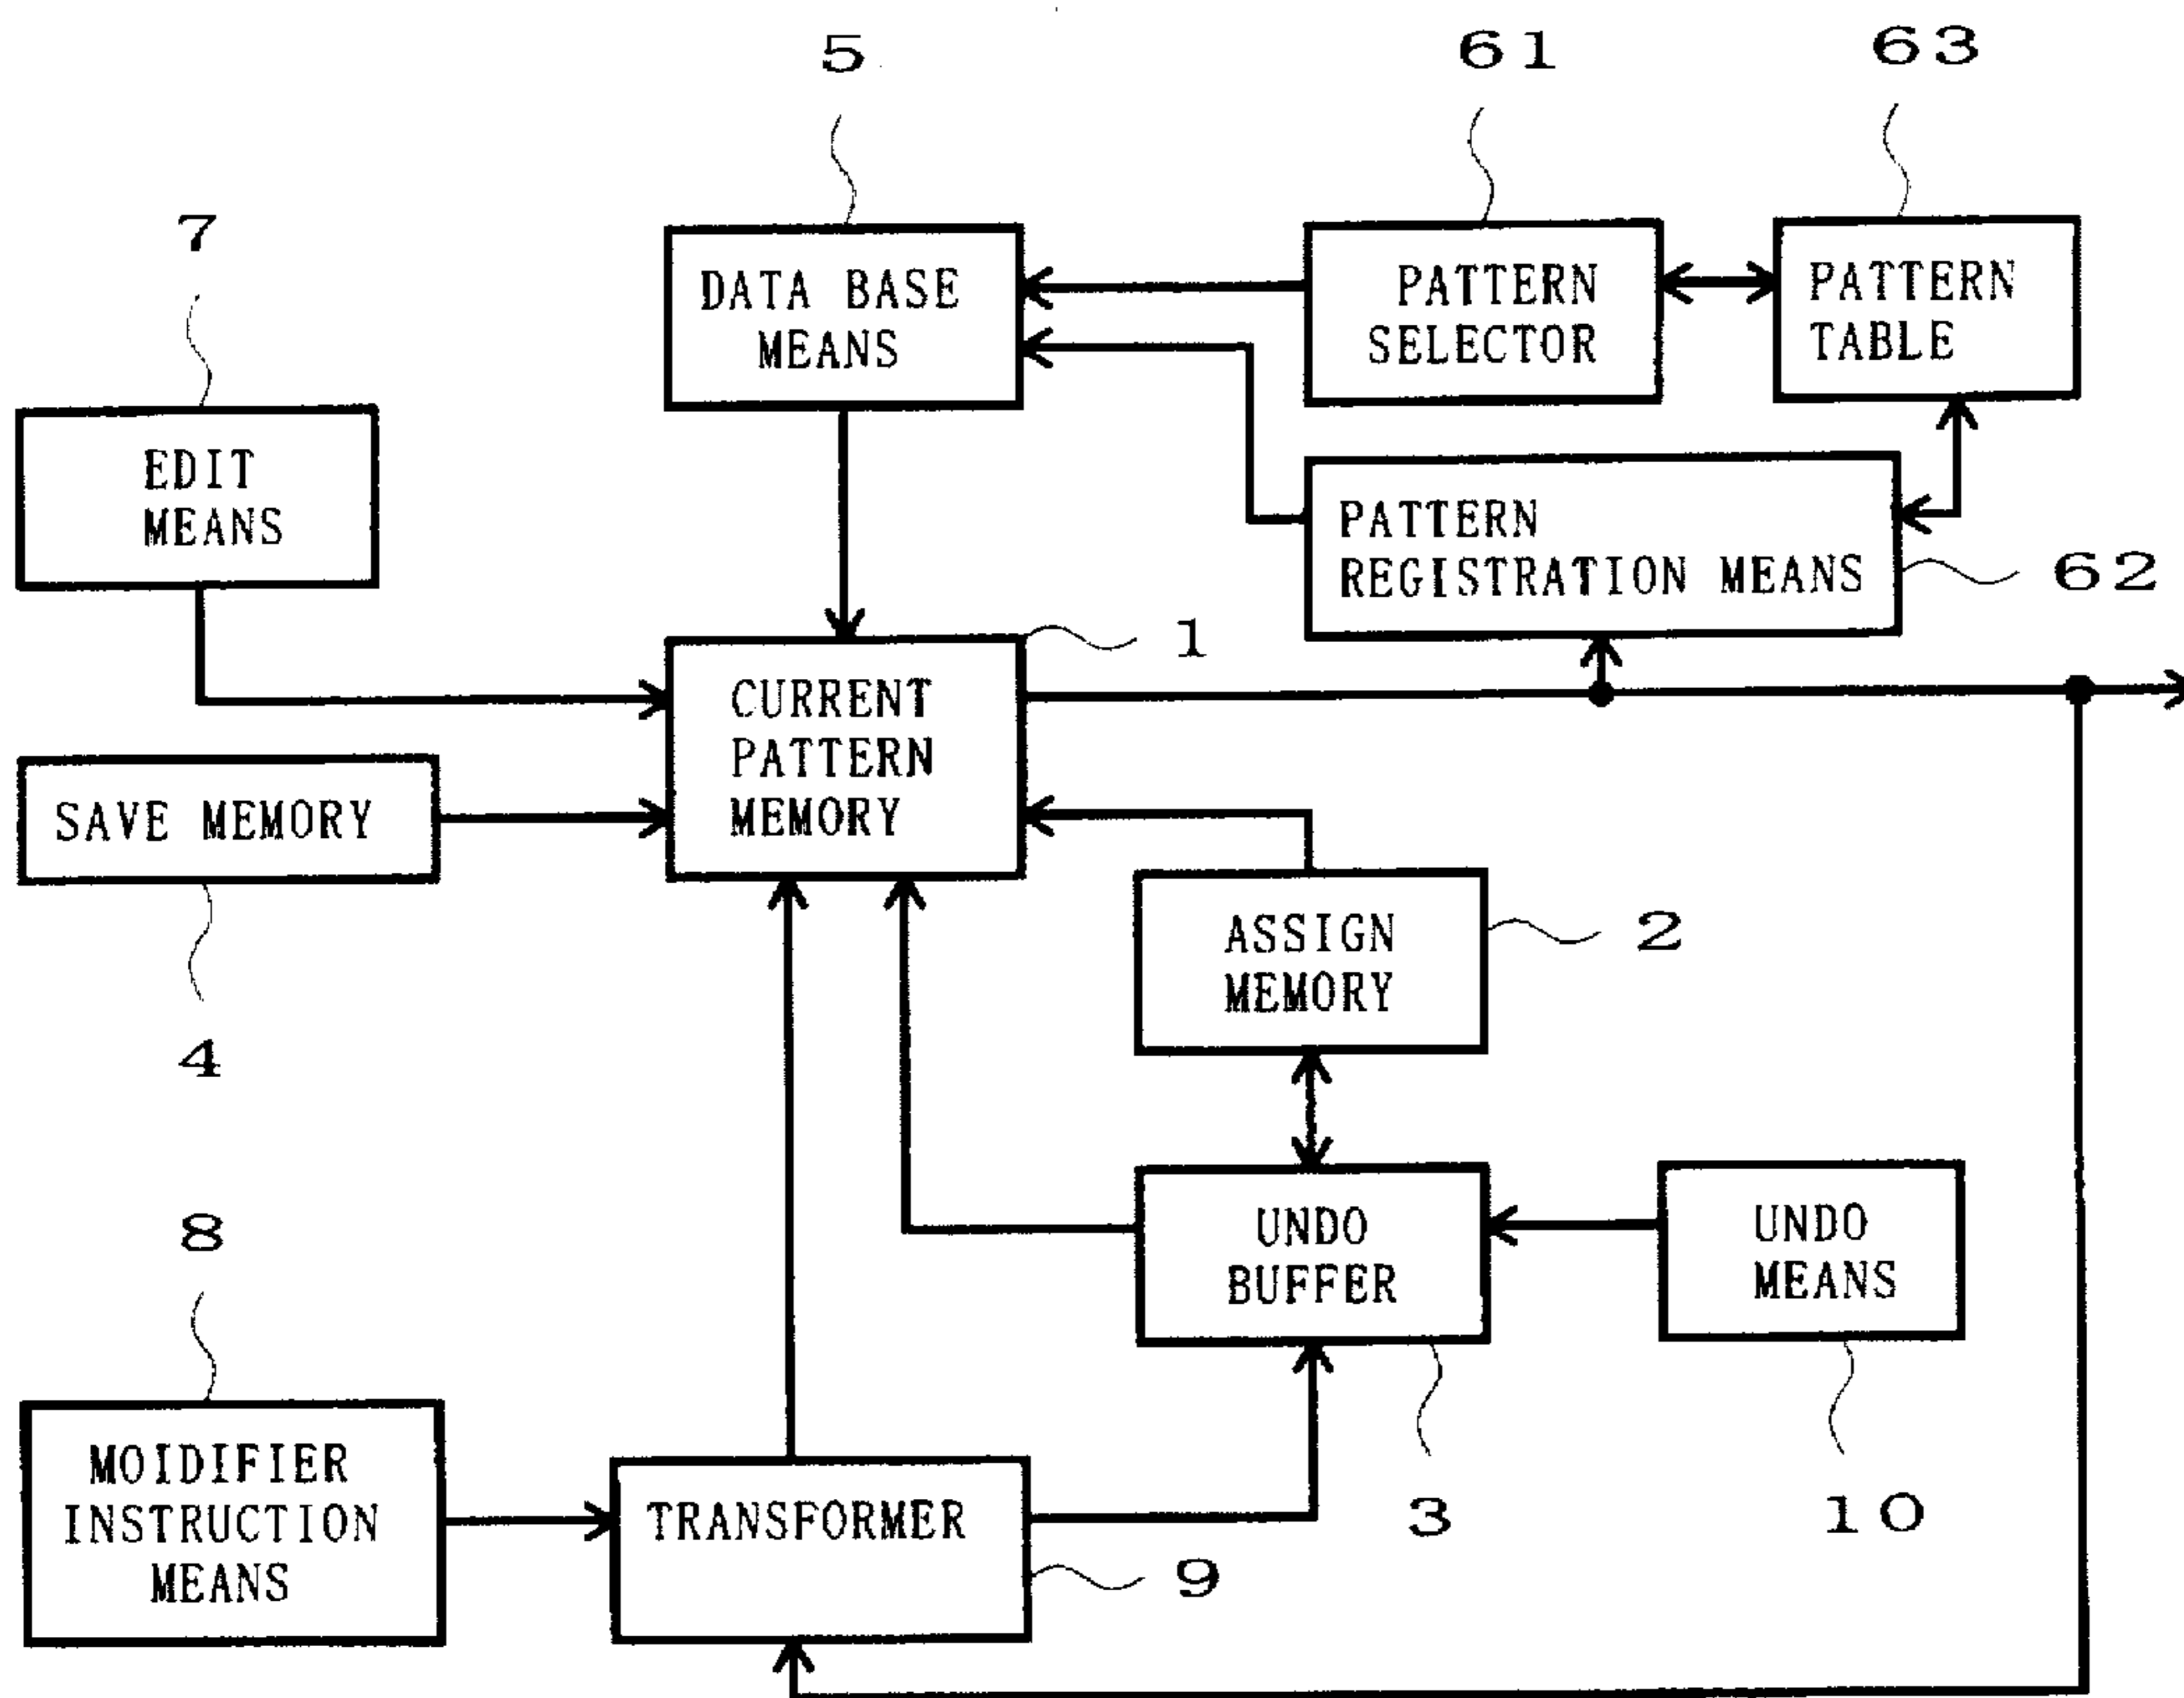 5
61
63
7
DATA BASE
MEANS
PATTERN
SELECTOR
PATTERN
TABLE
EDIT
MEANS
PATTERN
REGISTRATION MEANS
62
1
CURRENT
PATTERN
MEMORY
SAVE MEMORY
4
ASSIGN
MEMORY
2
8
UNDO
BUFFER
UNDO
MEANS
3
10
MOIDIFIER
INSTRUCTION
MEANS
TRANSFORMER
9